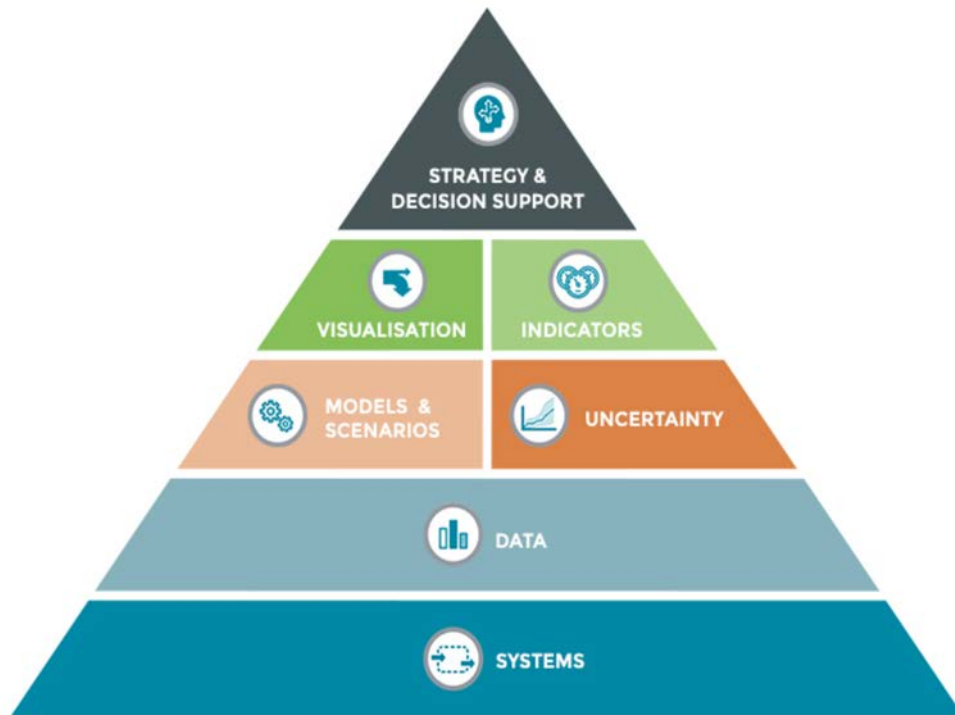 STRATEGY &
DECISION SUPPORT
VISUALISATION
INDICATORS
MODELS &
SCENARIOS
UNCERTAINTY
DATA
SYSTEMS